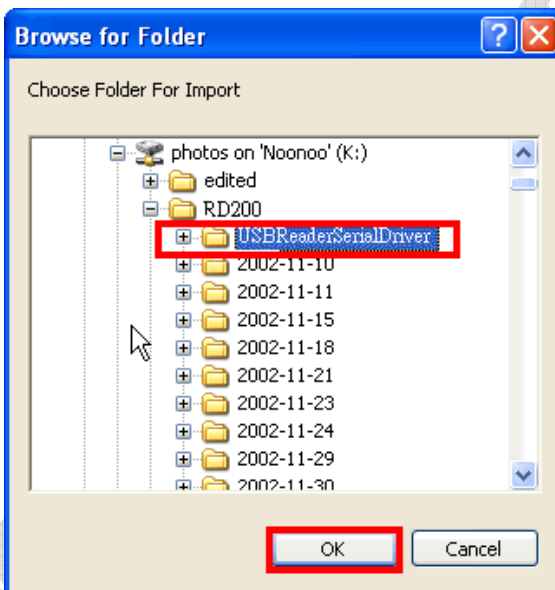 Browse for Folder
Choose Folder For Import
photos on 'Noonoo' (K:)
edited
RD200
USBReaderSerialDriver
2002-11-10
2002-11-11
2002-11-15
2002-11-18
2002-11-21
2002-11-23
2002-11-24
2002-11-29
2002-11-30
OK Cancel